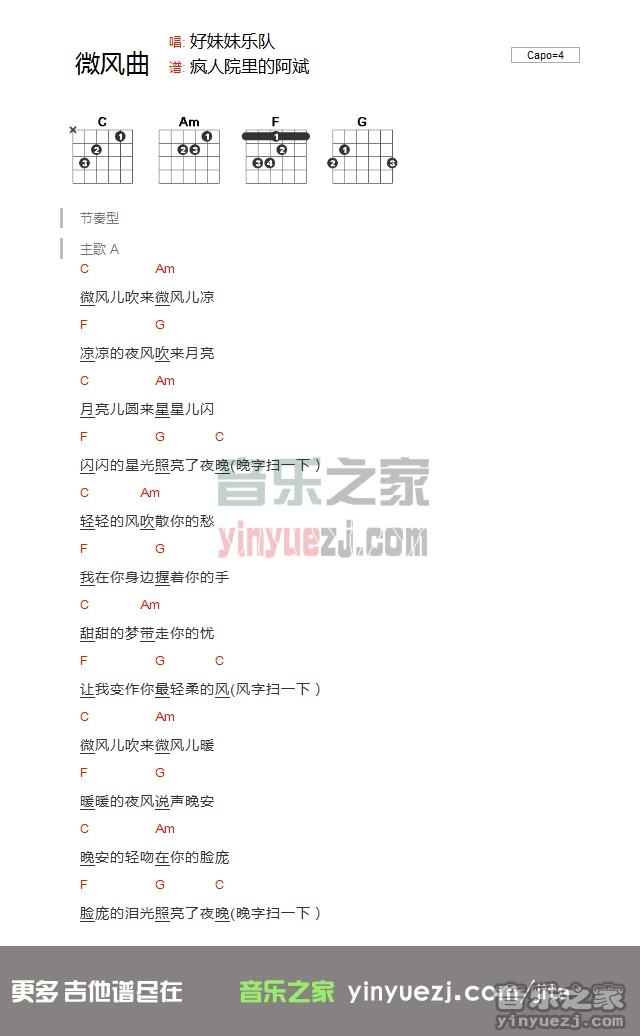 微风曲
唱: 好妹妹乐队
谱: 疯人院里的阿斌
Capo=4
C Am F G
× 1 2 3 1 2 3 1 2 3 4 1 2 3
节奏型
主歌 A
C Am
微风儿吹来微风儿凉
F G
凉凉的夜风吹来月亮
C Am
月亮儿圆来星星儿闪
F G C
闪闪的星光照亮了夜晚(晚字扫一下)
C Am
轻轻的风吹散你的愁
F G
我在你身边握着你的手
C Am
甜甜的梦带走你的忧
F G C
让我变作你最轻柔的风(风字扫一下)
C Am
微风儿吹来微风儿暖
F G
暖暖的夜风说声晚安
C Am
晚安的轻吻在你的脸庞
F G C
脸庞的泪光照亮了夜晚(晚字扫一下)
音乐之家
yinyuezj.com
更多 吉他谱尽在 音乐之家 yinyuezj.com/jita
音乐之家
yinyuezj.com